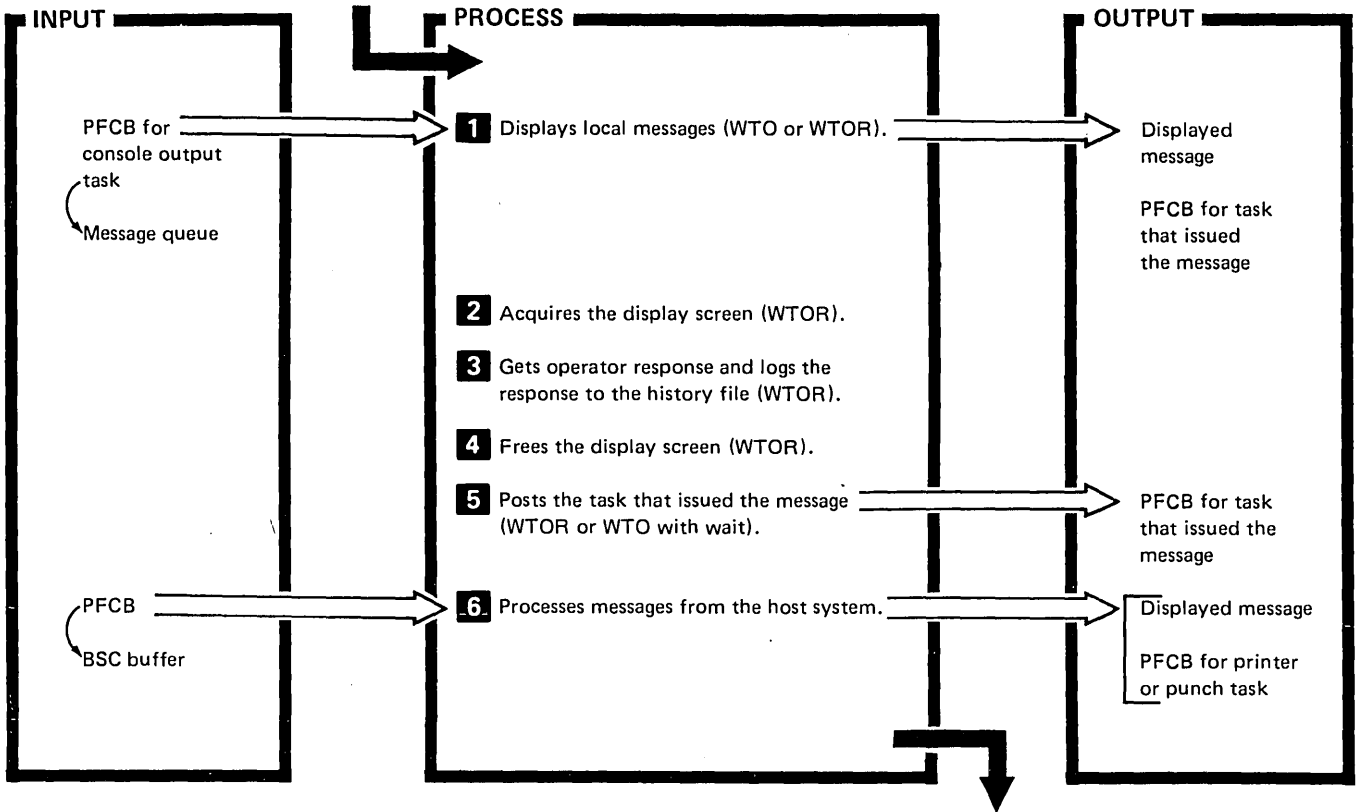 INPUT
PROCESS
OUTPUT
PFCB for
console output
task
Message queue
1 Displays local messages (WTO or WTOR).
Displayed
message
PFCB for task
that issued
the message
2 Acquires the display screen (WTOR).
3 Gets operator response and logs the
response to the history file (WTOR).
4 Frees the display screen (WTOR).
5 Posts the task that issued the message
(WTOR or WTO with wait).
PFCB for task
that issued the
message
PFCB
BSC buffer
6 Processes messages from the host system.
Displayed message
PFCB for printer
or punch task